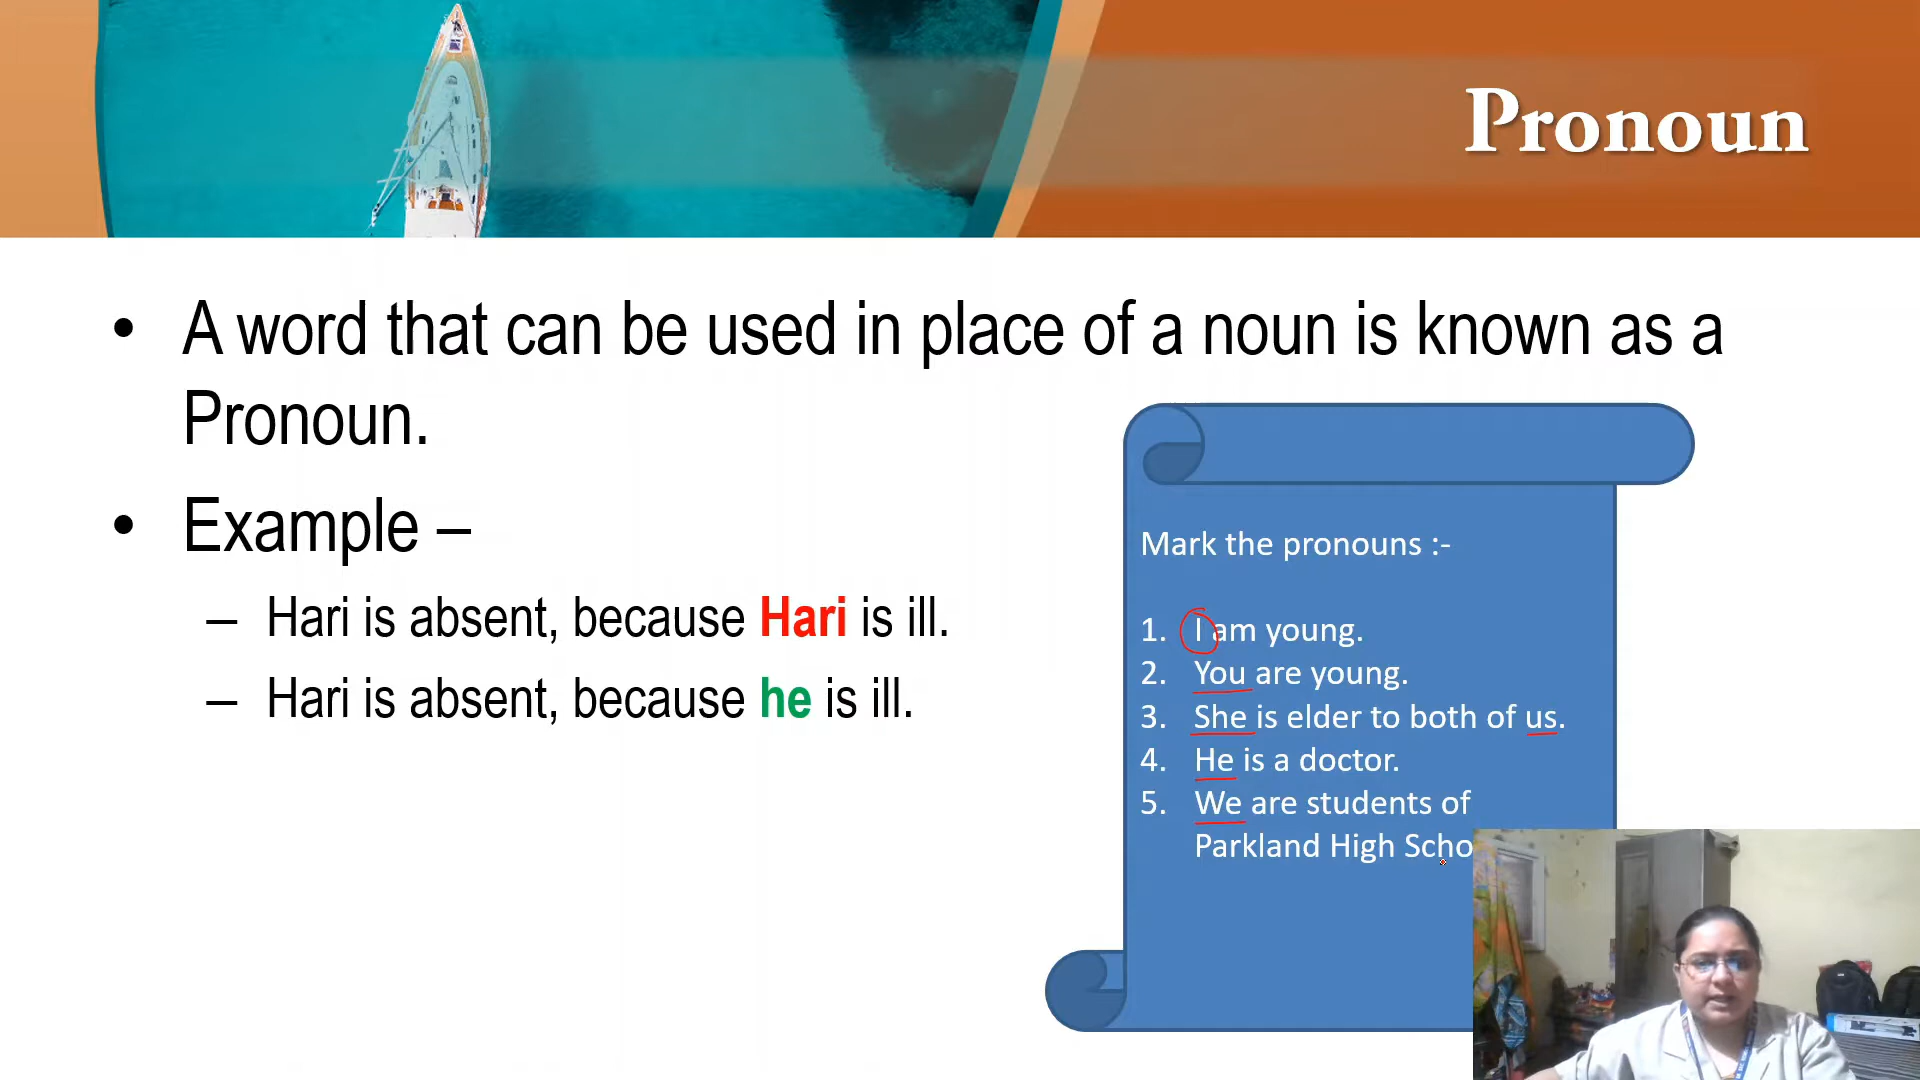 Pronoun
• A word that can be used in place of a noun is known as a
Pronoun.
• Example –
– Hari is absent, because Hari is ill.
– Hari is absent, because he is ill.
Mark the pronouns :-
1. I am young.
2. You are young.
3. She is elder to both of us.
4. He is a doctor.
5. We are students of
Parkland High Scho